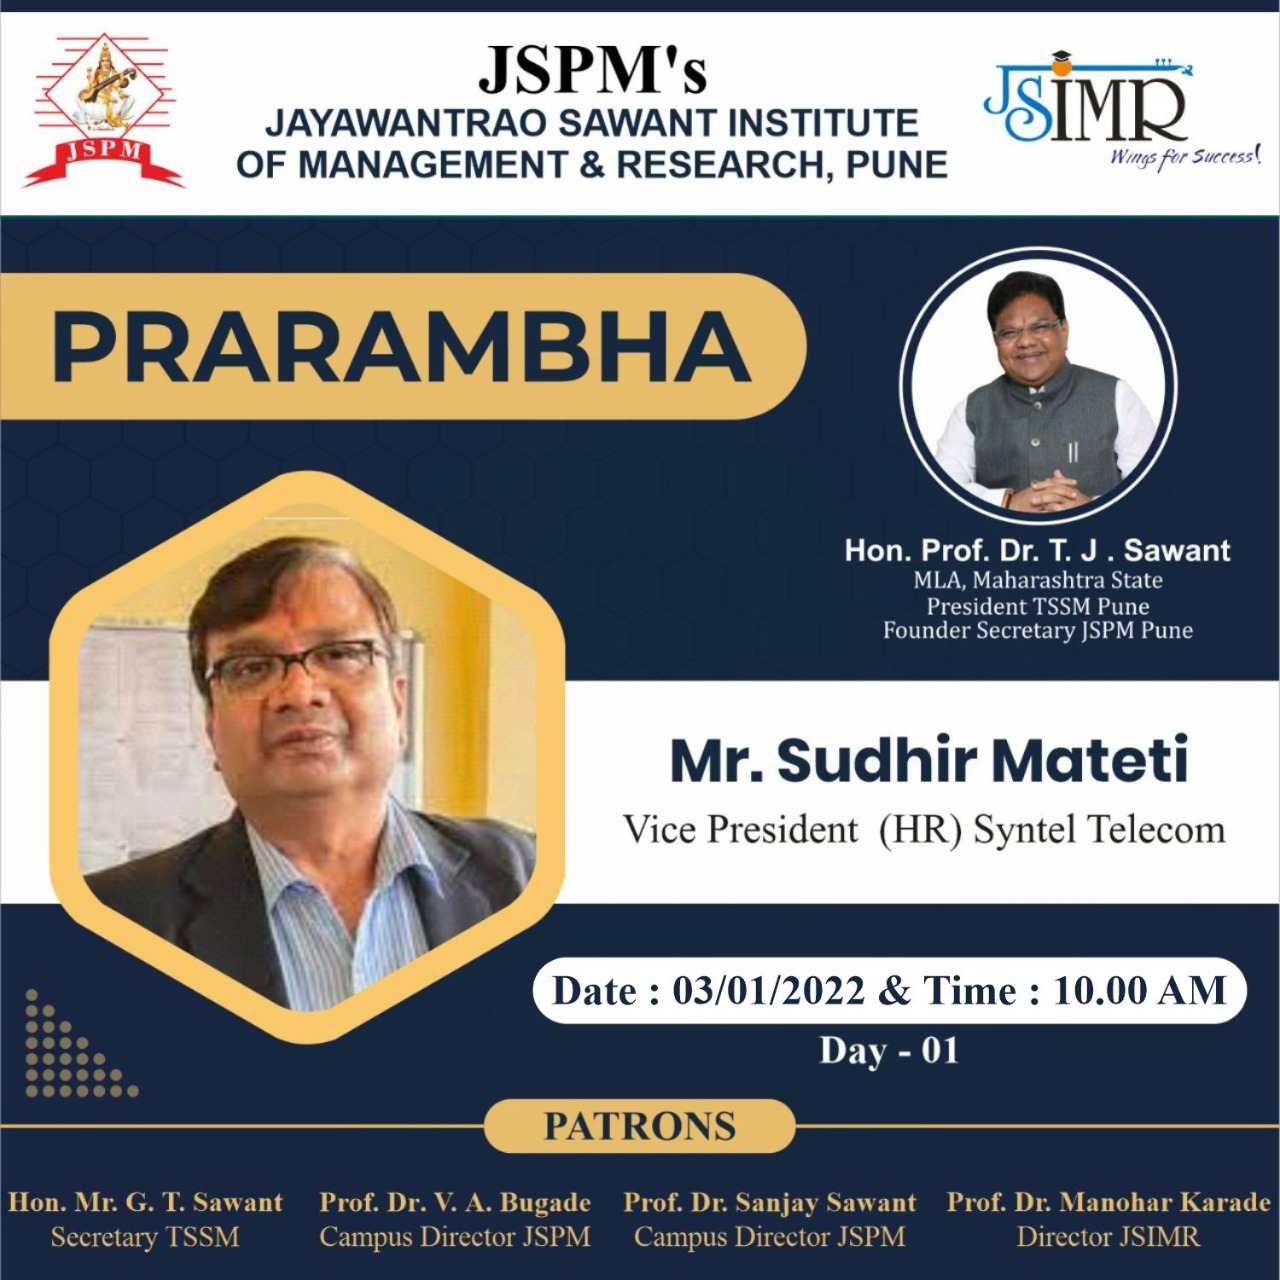 JSPM
JSPM's
JAYAWANTRAO SAWANT INSTITUTE
OF MANAGEMENT & RESEARCH, PUNE
JSIMR
Wings for Success!
PRARAMBHA
Hon. Prof. Dr. T. J . Sawant
MLA, Maharashtra State
President TSSM Pune
Founder Secretary JSPM Pune
Mr. Sudhir Mateti
Vice President (HR) Syntel Telecom
Date : 03/01/2022 & Time : 10.00 AM
Day - 01
PATRONS
Hon. Mr. G. T. Sawant
Secretary TSSM
Prof. Dr. V. A. Bugade
Campus Director JSPM
Prof. Dr. Sanjay Sawant
Campus Director JSPM
Prof. Dr. Manohar Karade
Director JSIMR